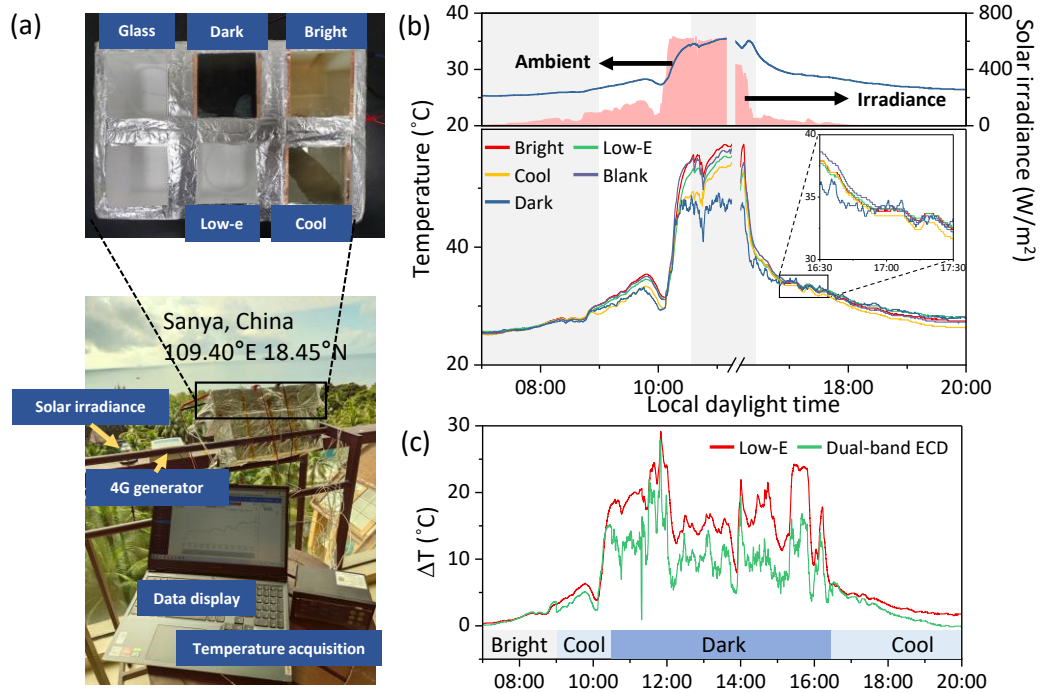 (a)
Glass
Dark
Bright
Low-e
Cool
Sanya, China
109.40°E 18.45°N
Solar irradiance
4G generator
Data display
Temperature acquisition
(b)
Temperature (°C)
40
30
20
Ambient
Irradiance
800
400
0
Solar irradiance (W/m²)
Bright
Low-E
Cool
Blank
Dark
40
20
40
35
30
16:30
17:00
17:30
08:00
10:00
18:00
20:00
Local daylight time
(c)
ΔT (°C)
30
20
10
0
Low-E
Dual-band ECD
Bright
Cool
Dark
Cool
08:00
10:00
12:00
14:00
16:00
18:00
20:00